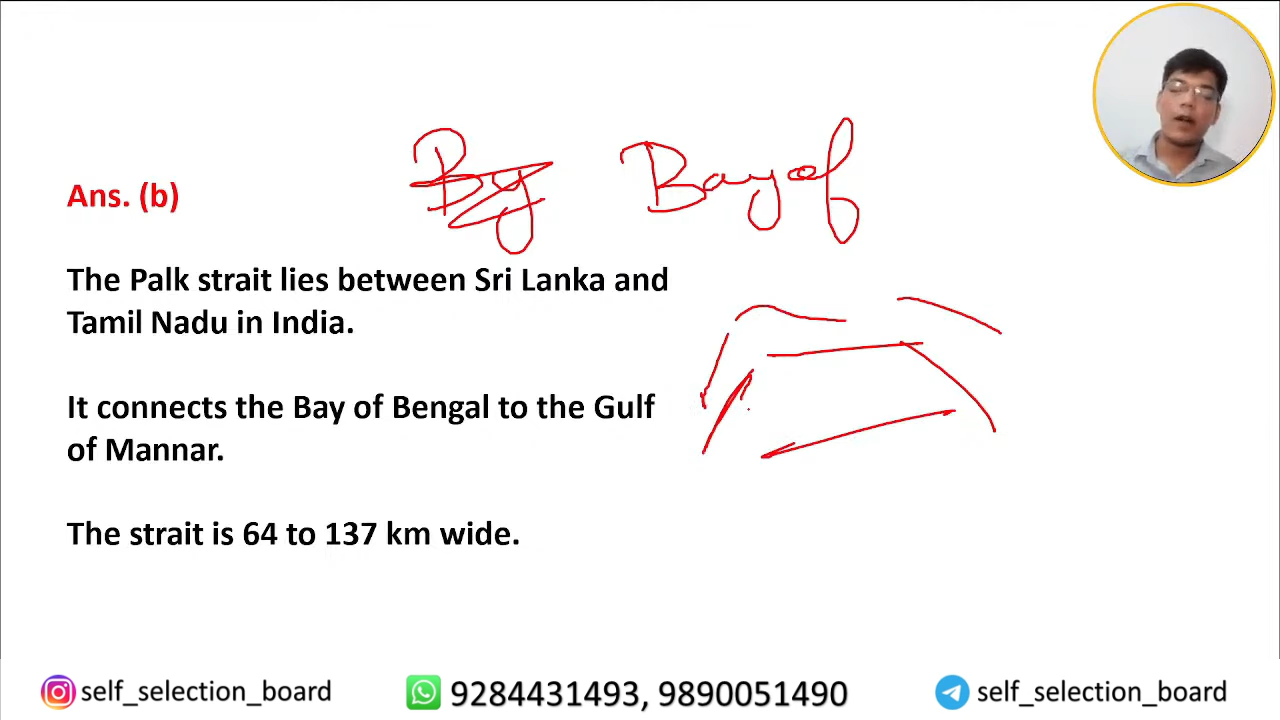 Bay of
Ans. (b)
The Palk strait lies between Sri Lanka and
Tamil Nadu in India.
It connects the Bay of Bengal to the Gulf
of Mannar.
The strait is 64 to 137 km wide.
self_selection_board 9284431493, 9890051490 self_selection_board